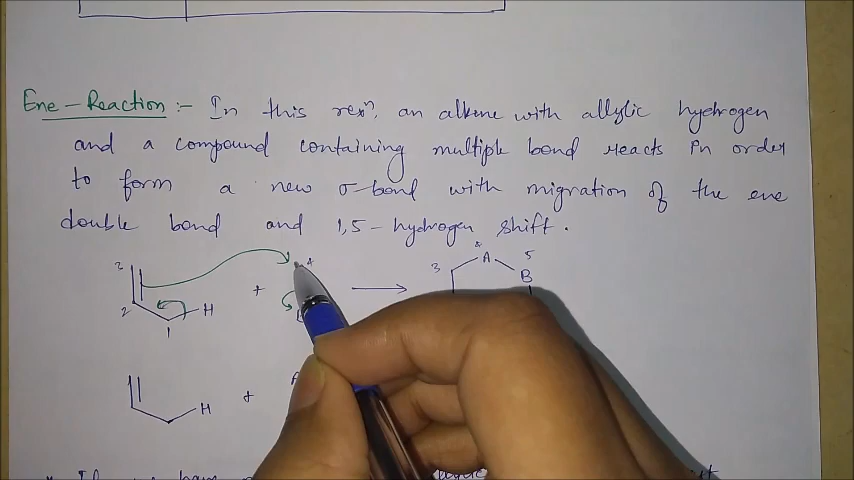 Ene-Reaction :- In this rexⁿ, an alkene with allylic hydrogen
and a compound containing multiple bond reacts in order
to form a new σ-bond with migration of the ene
double bond and 1,5-hydrogen shift.
3 4 A 5
3 B
2 H +
1
H +